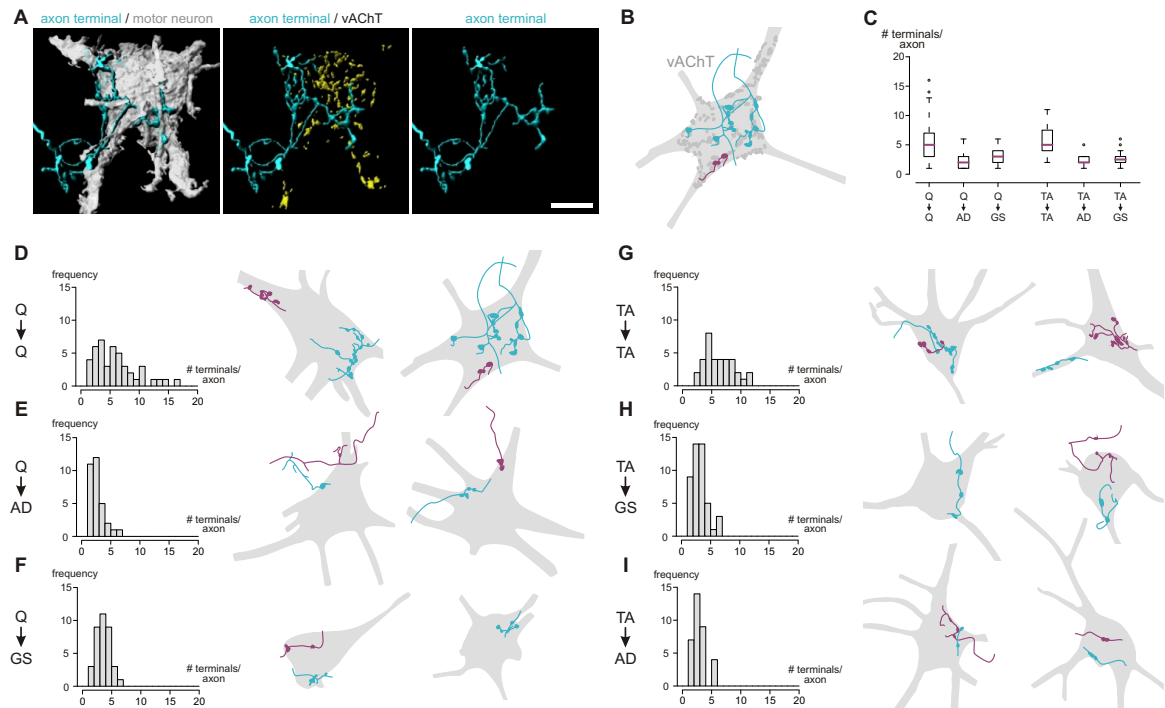 A
axon terminal / motor neuron
axon terminal / vAChT
axon terminal
B
vAChT
C
# terminals/
axon
20
15
10
5
0
Q Q Q TA TA TA
Q AD GS TA AD GS
D
frequency
Q
Q
15
10
5
0
# terminals/
axon
0 5 10 15 20
E
frequency
Q
AD
15
10
5
0
# terminals/
axon
0 5 10 15 20
F
frequency
Q
GS
15
10
5
0
# terminals/
axon
0 5 10 15 20
G
frequency
TA
TA
15
10
5
0
# terminals/
axon
0 5 10 15 20
H
frequency
TA
GS
15
10
5
0
# terminals/
axon
0 5 10 15 20
I
frequency
TA
AD
15
10
5
0
# terminals/
axon
0 5 10 15 20